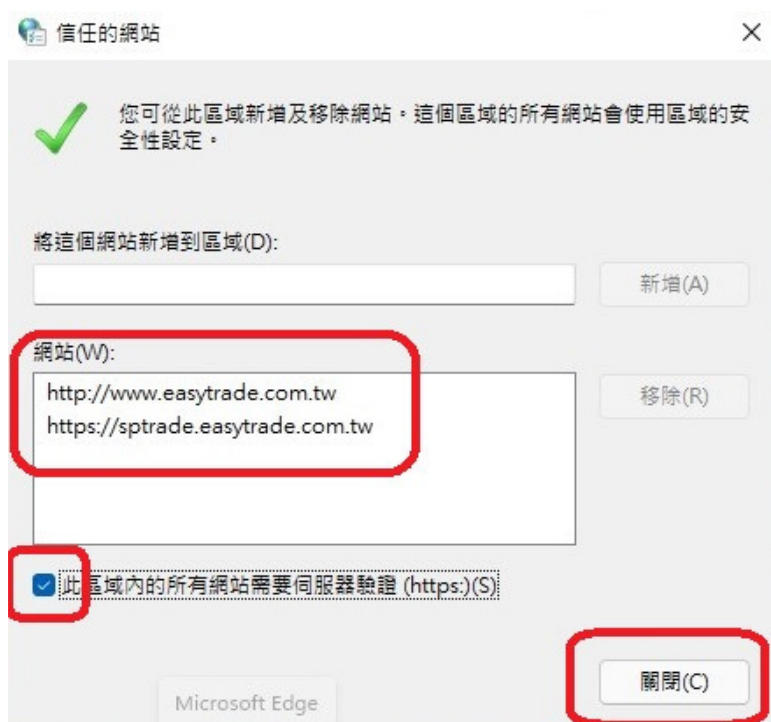 信任的網站
您可從此區域新增及移除網站。這個區域的所有網站會使用區域的安
全性設定。
將這個網站新增到區域(D):
新增(A)
網站(W):
http://www.easytrade.com.tw
移除(R)
https://sptrade.easytrade.com.tw
此區域內的所有網站需要伺服器驗證 (https:)(S)
關閉(C)
Microsoft Edge